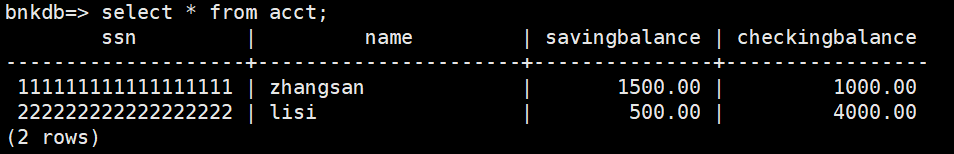 bnkdb=> select * from acct;
        ssn         |         name         | savingbalance | checkingbalance
--------------------+----------------------+---------------+-----------------
 111111111111111111 | zhangsan             |       1500.00 |         1000.00
 222222222222222222 | lisi                 |        500.00 |         4000.00
(2 rows)